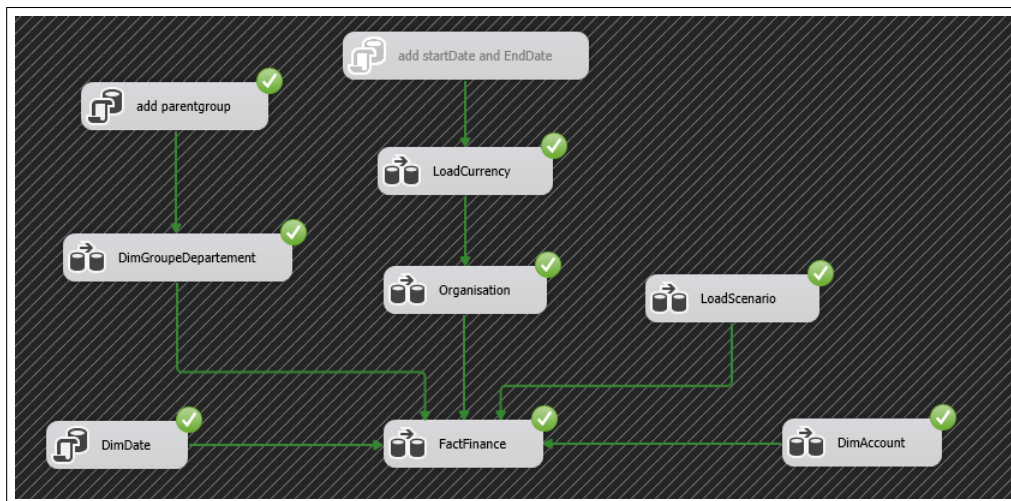 add startDate and EndDate
add parentgroup
LoadCurrency
DimGroupeDepartement
Organisation
LoadScenario
DimDate
FactFinance
DimAccount